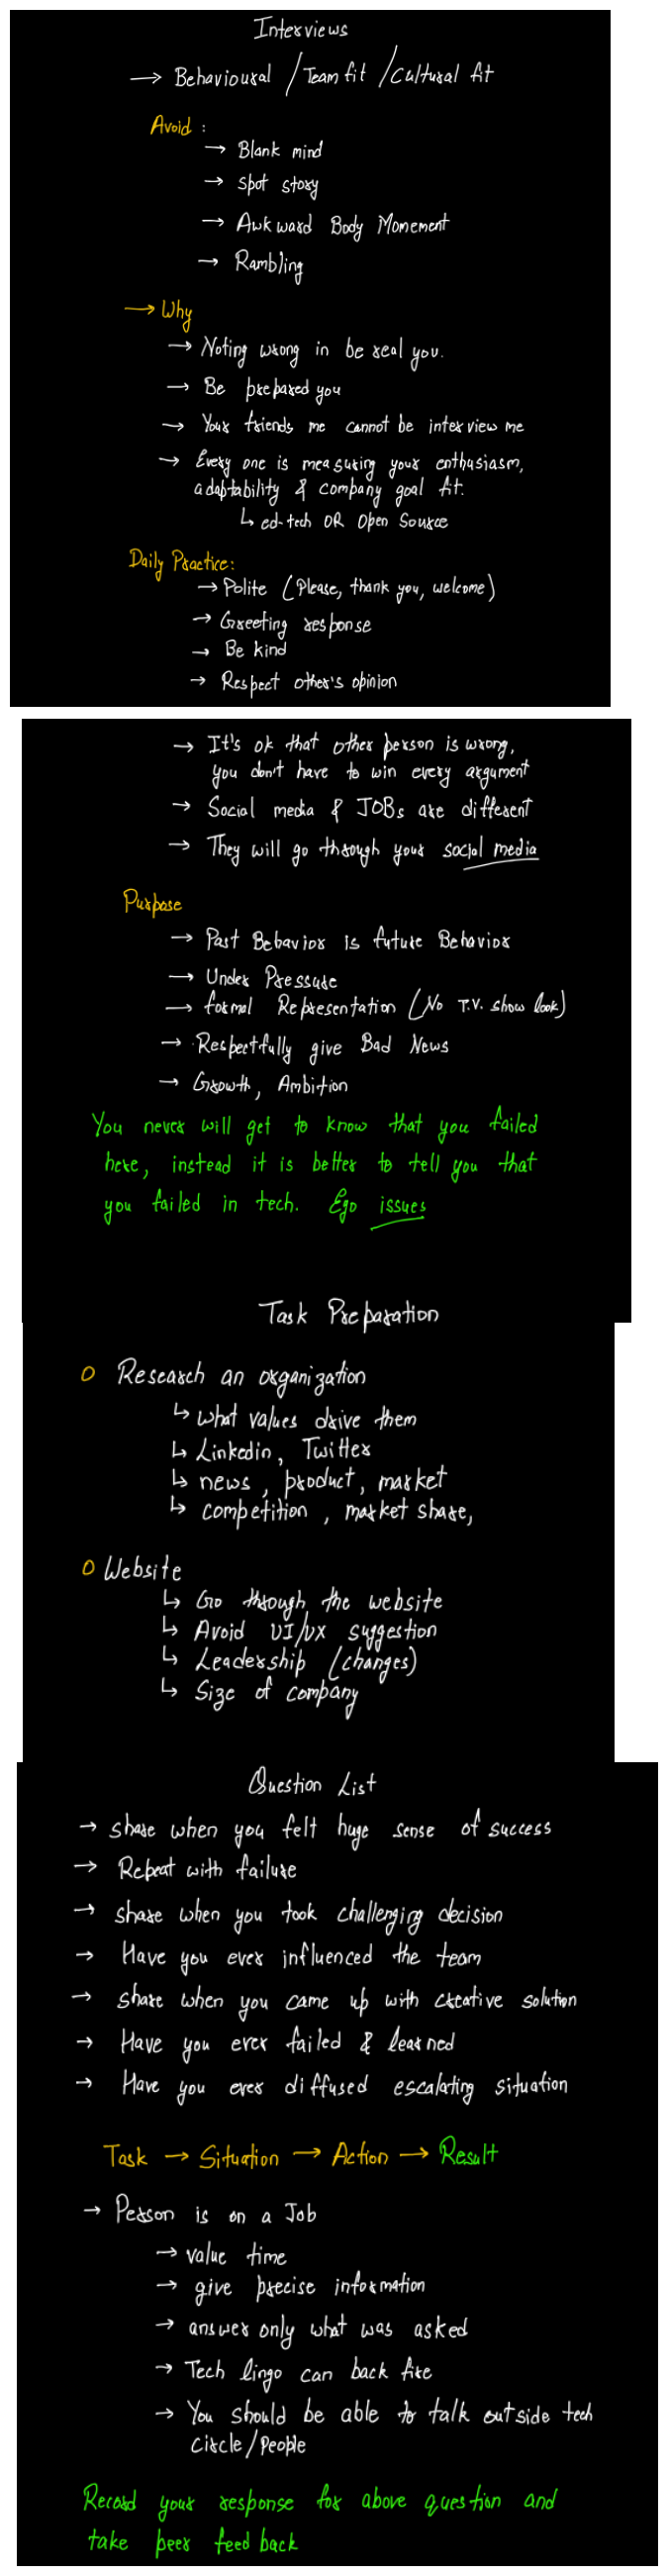 Interviews
→ Behavioural / Team fit / Cultural fit
Avoid :
→ Blank mind
→ spot story
→ Awkward Body Momement
→ Rambling
→ Why
→ Noting wrong in be real you.
→ Be prepared you
→ Your friends me cannot be interview me
→ Every one is measuring your enthusiasm,
adaptability & company goal fit.
↳ ed-tech OR Open Source
Daily Practice:
→ Polite (Please, thank you, welcome)
→ Greeting response
→ Be kind
→ Respect other's opinion
→ It's ok that other person is wrong,
you don't have to win every argument
→ Social media & JOBs are different
→ They will go through your social media
Purpose
→ Past Behavior is future Behavior
→ Under Pressure
→ formal Representation (No T.V. show look)
→ Respectfully give Bad News
→ Growth, Ambition
You never will get to know that you failed
here, instead it is better to tell you that
you failed in tech. Ego issues
Task Preparation
O Research an organization
↳ what values drive them
↳ Linkedin, Twitter
↳ news, product, market
↳ competition, market share,
O Website
↳ Go through the website
↳ Avoid UI/UX suggestion
↳ Leadership (changes)
↳ Size of company
Question List
→ share when you felt huge sense of success
→ Repeat with failure
→ share when you took challenging decision
→ Have you ever influenced the team
→ share when you came up with creative solution
→ Have you ever failed & learned
→ Have you ever diffused escalating situation
Task → Situation → Action → Result
→ Person is on a Job
→ value time
→ give precise information
→ answer only what was asked
→ Tech lingo can back fire
→ You should be able to talk outside tech
circle/People
Record your response for above question and
take peer feed back